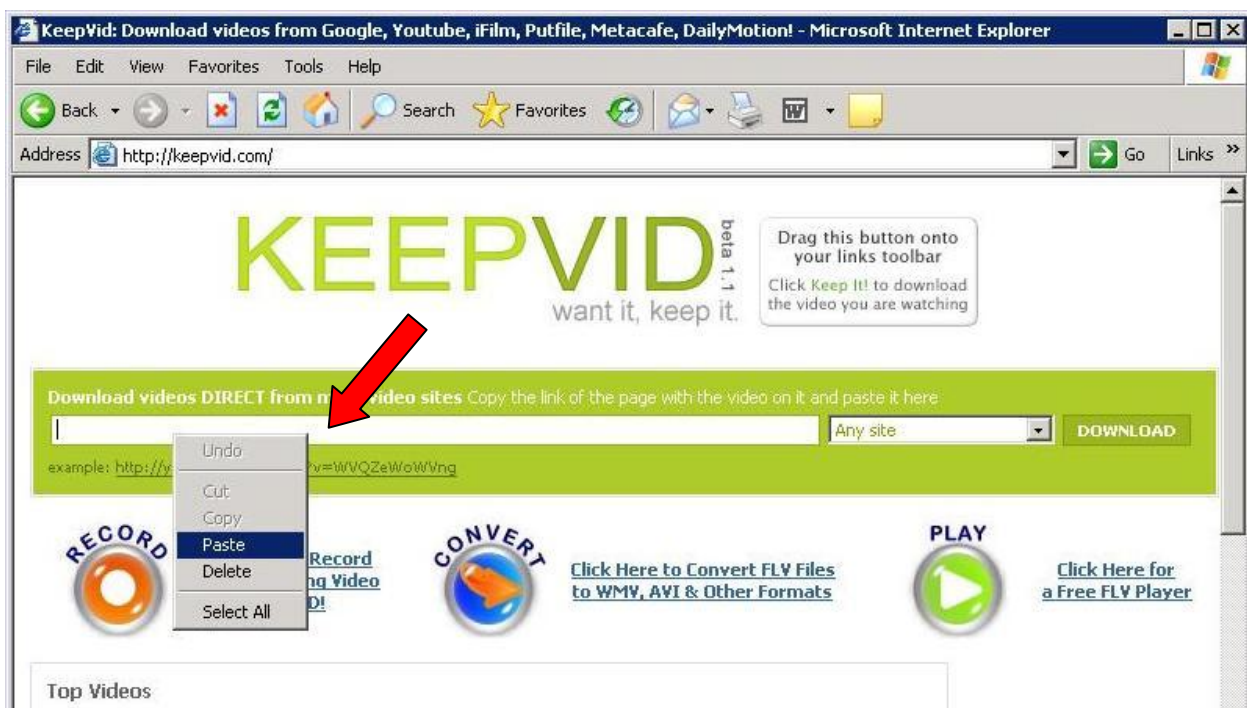 KeepVid: Download videos from Google, Youtube, iFilm, Putfile, Metacafe, DailyMotion! - Microsoft Internet Explorer
File Edit View Favorites Tools Help
Back Search Favorites
Address http://keepvid.com/ Go Links »
KEEPVID beta 1.1
want it, keep it.
Drag this button onto
your links toolbar
Click Keep It! to download
the video you are watching
Download videos DIRECT from video sites Copy the link of the page with the video on it and paste it here
Any site DOWNLOAD
example: http://y ?v=WVQZeWoWVng
Undo
Cut
Copy
Paste
Delete
Select All
RECORD
Record
Video
D!
CONVERT
Click Here to Convert FLV Files
to WMV, AVI & Other Formats
PLAY
Click Here for
a Free FLV Player
Top Videos